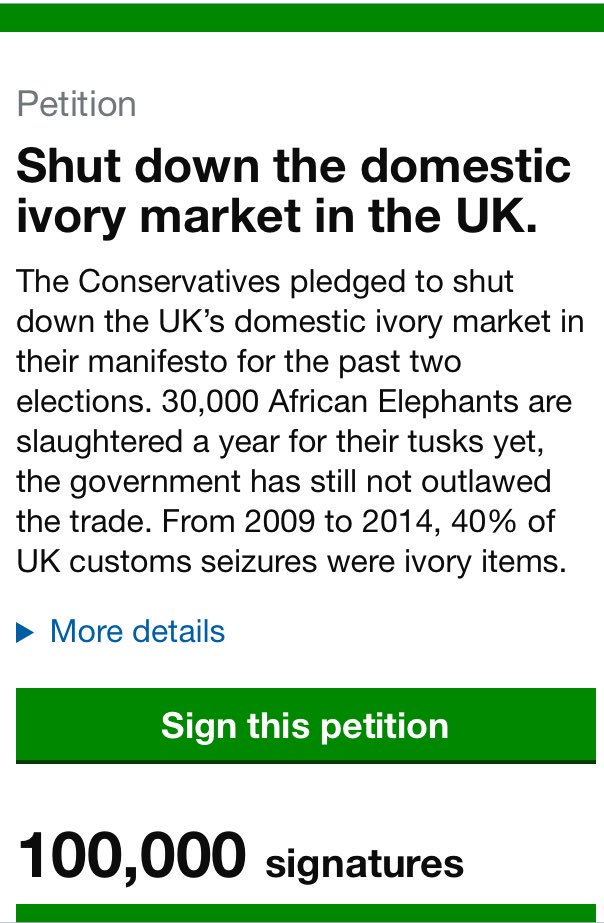 Petition
Shut down the domestic
ivory market in the UK.
The Conservatives pledged to shut
down the UK’s domestic ivory market in
their manifesto for the past two
elections. 30,000 African Elephants are
slaughtered a year for their tusks yet,
the government has still not outlawed
the trade. From 2009 to 2014, 40% of
UK customs seizures were ivory items.
More details
Sign this petition
100,000 signatures